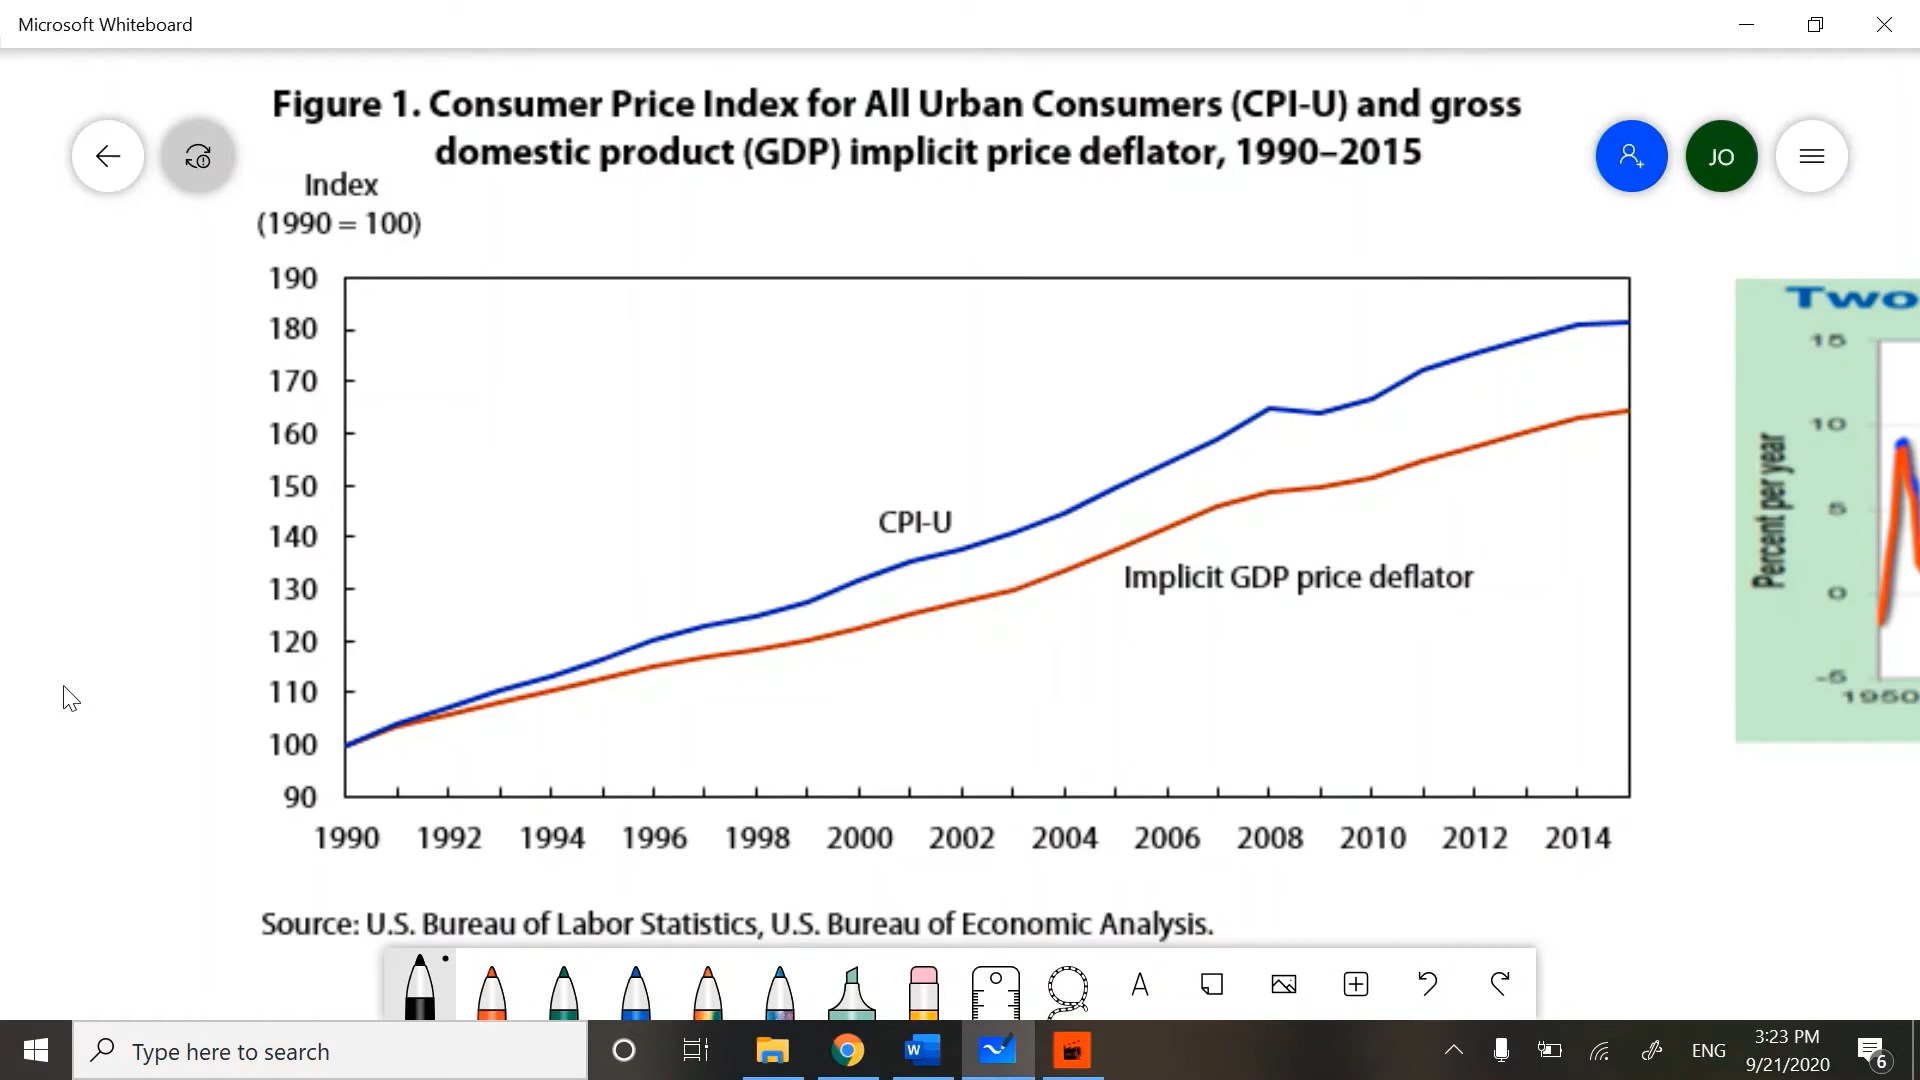 Microsoft Whiteboard
Figure 1. Consumer Price Index for All Urban Consumers (CPI-U) and gross
domestic product (GDP) implicit price deflator, 1990–2015
JO
Index
(1990 = 100)
190
180
170
160
150
140
130
120
110
100
90
CPI-U
Implicit GDP price deflator
1990 1992 1994 1996 1998 2000 2002 2004 2006 2008 2010 2012 2014
Source: U.S. Bureau of Labor Statistics, U.S. Bureau of Economic Analysis.
Two
Percent per year
15
10
5
0
-5
1950
A
Type here to search
W
ENG
3:23 PM
9/21/2020
6